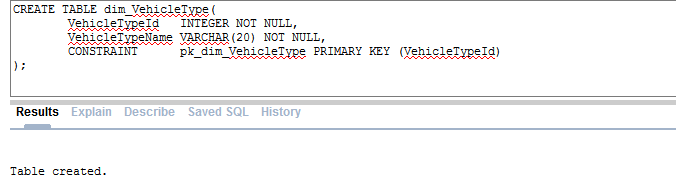 CREATE TABLE dim_VehicleType(
VehicleTypeId INTEGER NOT NULL,
VehicleTypeName VARCHAR(20) NOT NULL,
CONSTRAINT pk_dim_VehicleType PRIMARY KEY (VehicleTypeId)
);
Results Explain Describe Saved SQL History
Table created.